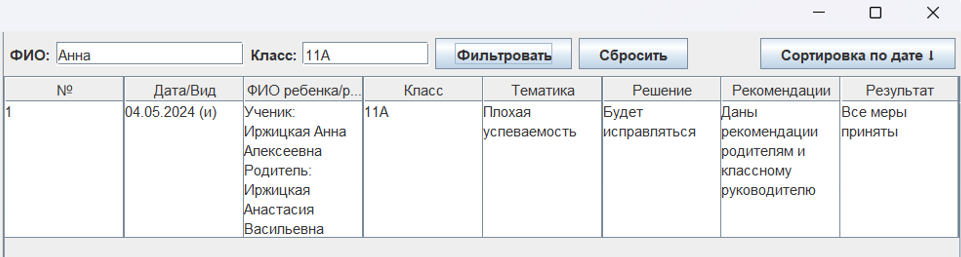 ФИО: Анна Класс: 11А Фильтровать Сбросить Сортировка по дате ↓
№ Дата/Вид ФИО ребенка/р... Класс Тематика Решение Рекомендации Результат
1 04.05.2024 (и) Ученик: 11А Плохая Будет Даны Все меры
Иржицкая Анна успеваемость исправляться рекомендации приняты
Алексеевна родителям и
Родитель: классному
Иржицкая руководителю
Анастасия
Васильевна